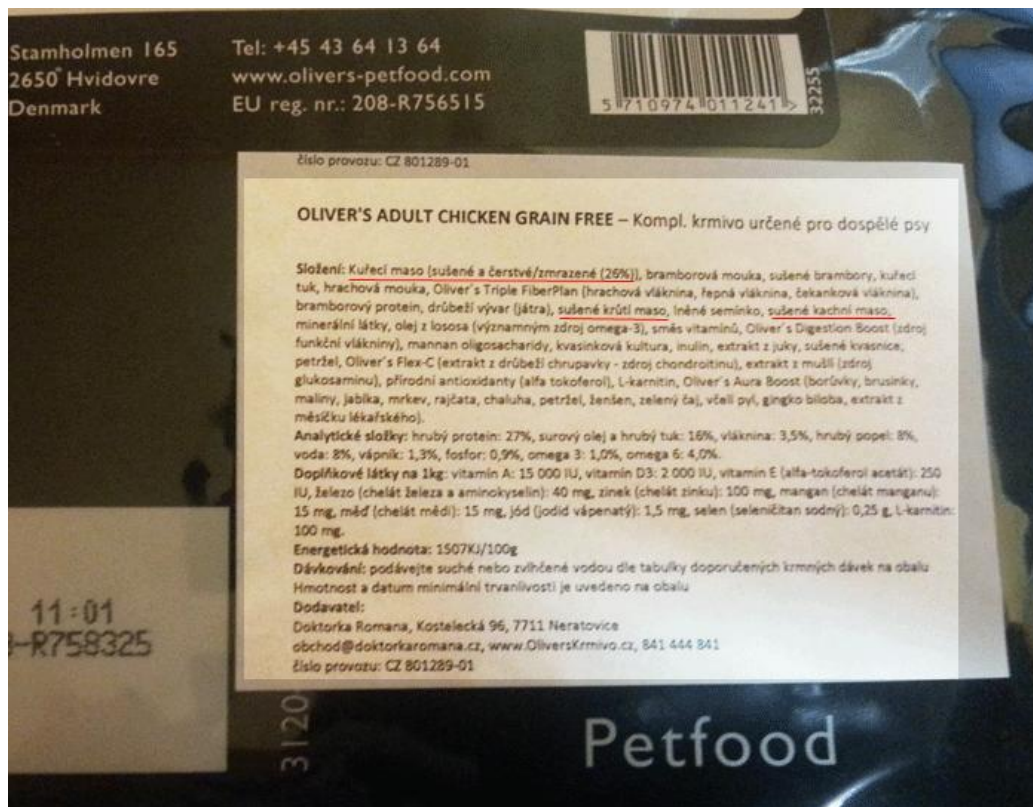 Stamholmen 165
2650 Hvidovre
Denmark
Tel: +45 43 64 13 64
www.olivers-petfood.com
EU reg. nr.: 208-R756515
5 710974 011241 >
32255
číslo provozu: CZ 801289-01
OLIVER'S ADULT CHICKEN GRAIN FREE – Kompl. krmivo určené pro dospělé psy
Složení: Kuřecí maso (sušené a čerstvé/zmrazené (26%)), bramborová mouka, sušené brambory, kuřecí
tuk, hrachová mouka, Oliver´s Triple FiberPlan (hrachová vláknina, řepná vláknina, čekanková vláknina),
bramborový protein, drůbeží vývar (játra), sušené krůtí maso, lněné semínko, sušené kachní maso,
minerální látky, olej z lososa (významným zdroj omega-3), směs vitamínů, Oliver´s Digestion Boost (zdroj
funkční vlákniny), mannan oligosacharidy, kvasinková kultura, inulin, extrakt z juky, sušené kvasnice,
petržel, Oliver´s Flex-C (extrakt z drůbeží chrupavky - zdroj chondroitinu), extrakt z mušlí (zdroj
glukosaminu), přírodní antioxidanty (alfa tokoferol), L-karnitin, Oliver´s Aura Boost (borůvky, brusinky,
maliny, jablka, mrkev, rajčata, chaluha, petržel, ženšen, zelený čaj, včelí pyl, gingko biloba, extrakt z
měsíčku lékařského).
Analytické složky: hrubý protein: 27%, surový olej a hrubý tuk: 16%, vláknina: 3,5%, hrubý popel: 8%,
voda: 8%, vápník: 1,3%, fosfor: 0,9%, omega 3: 1,0%, omega 6: 4,0%.
Doplňkové látky na 1kg: vitamín A: 15 000 IU, vitamín D3: 2 000 IU, vitamín E (alfa-tokoferol acetát): 250
IU, železo (chelát železa a aminokyselin): 40 mg, zinek (chelát zinku): 100 mg, mangan (chelát manganu):
15 mg, měď (chelát mědi): 15 mg, jód (jodid vápenatý): 1,5 mg, selen (seleničitan sodný): 0,25 g, L-karnitin:
100 mg.
Energetická hodnota: 1507KJ/100g
Dávkování: podávejte suché nebo zvlhčené vodou dle tabulky doporučených krmných dávek na obalu
Hmotnost a datum minimální trvanlivosti je uvedeno na obalu
Dodavatel:
Doktorka Romana, Kostelecká 96, 7711 Neratovice
obchod@doktorkaromana.cz, www.OliversKrmivo.cz, 841 444 841
číslo provozu: CZ 801289-01
11:01
-R758325
3120
Petfood